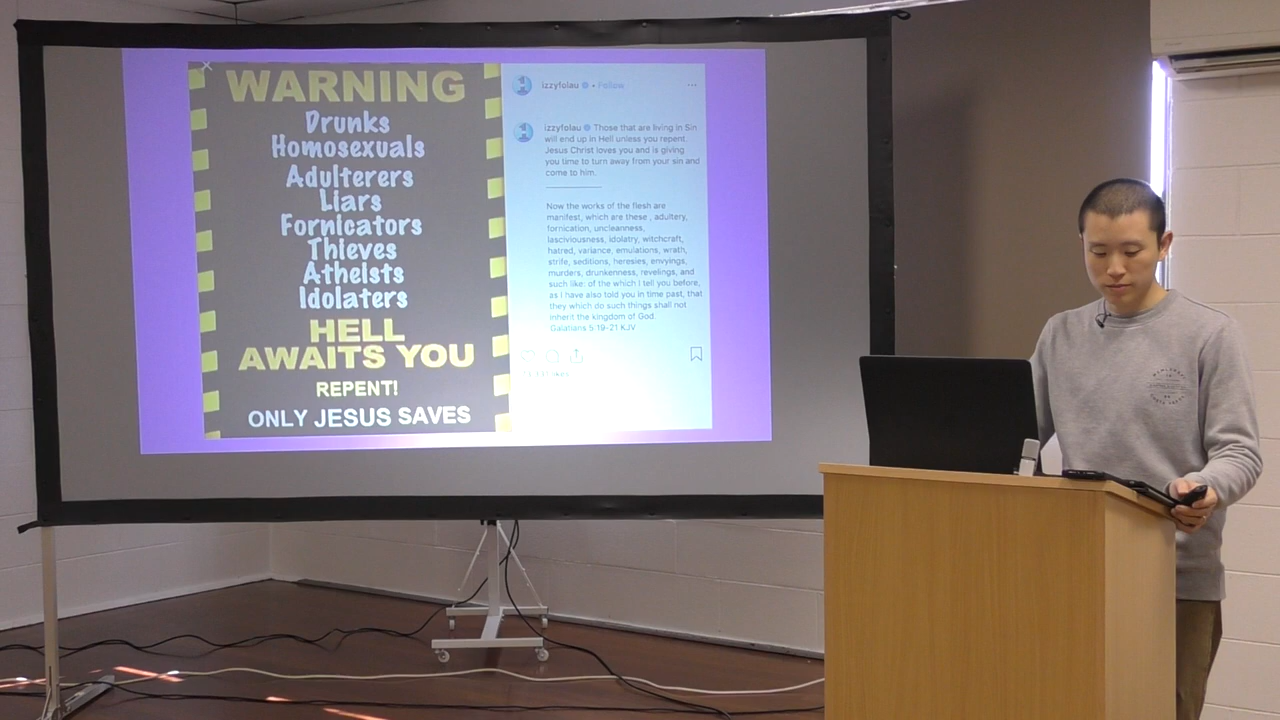 WARNING
Drunks
Homosexuals
Adulterers
Liars
Fornicators
Thieves
Atheists
Idolaters
HELL
AWAITS YOU
REPENT!
ONLY JESUS SAVES
izzyfolau • Follow
izzyfolau Those that are living in Sin
will end up in Hell unless you repent.
Jesus Christ loves you and is giving
you time to turn away from your sin and
come to him.
Now the works of the flesh are
manifest, which are these , adultery,
fornication, uncleanness,
lasciviousness, idolatry, witchcraft,
hatred, variance, emulations, wrath,
strife, seditions, heresies, envyings,
murders, drunkenness, revelings, and
such like: of the which I tell you before,
as I have also told you in time past, that
they which do such things shall not
inherit the kingdom of God.
Galatians 5:19-21 KJV
likes